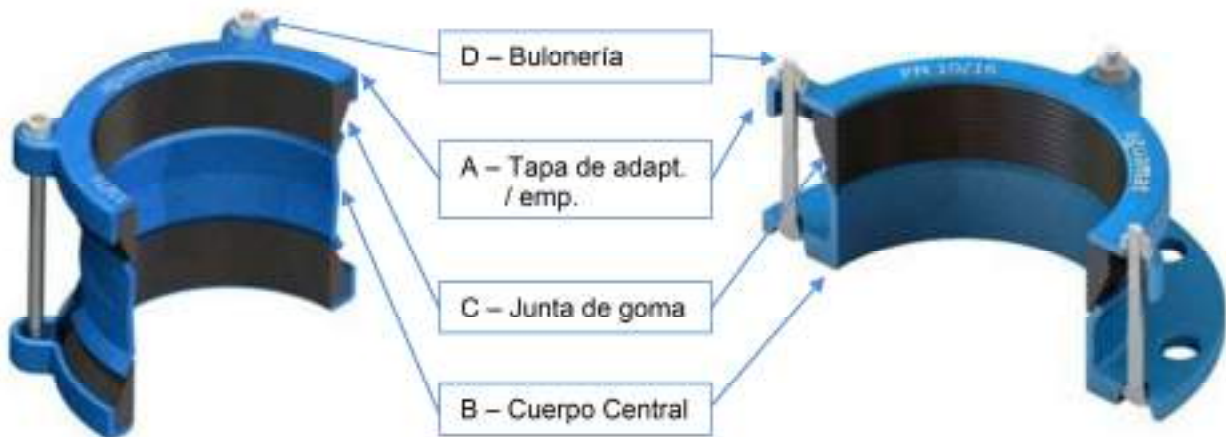 D – Bulonería
A – Tapa de adapt.
/ emp.
C – Junta de goma
B – Cuerpo Central